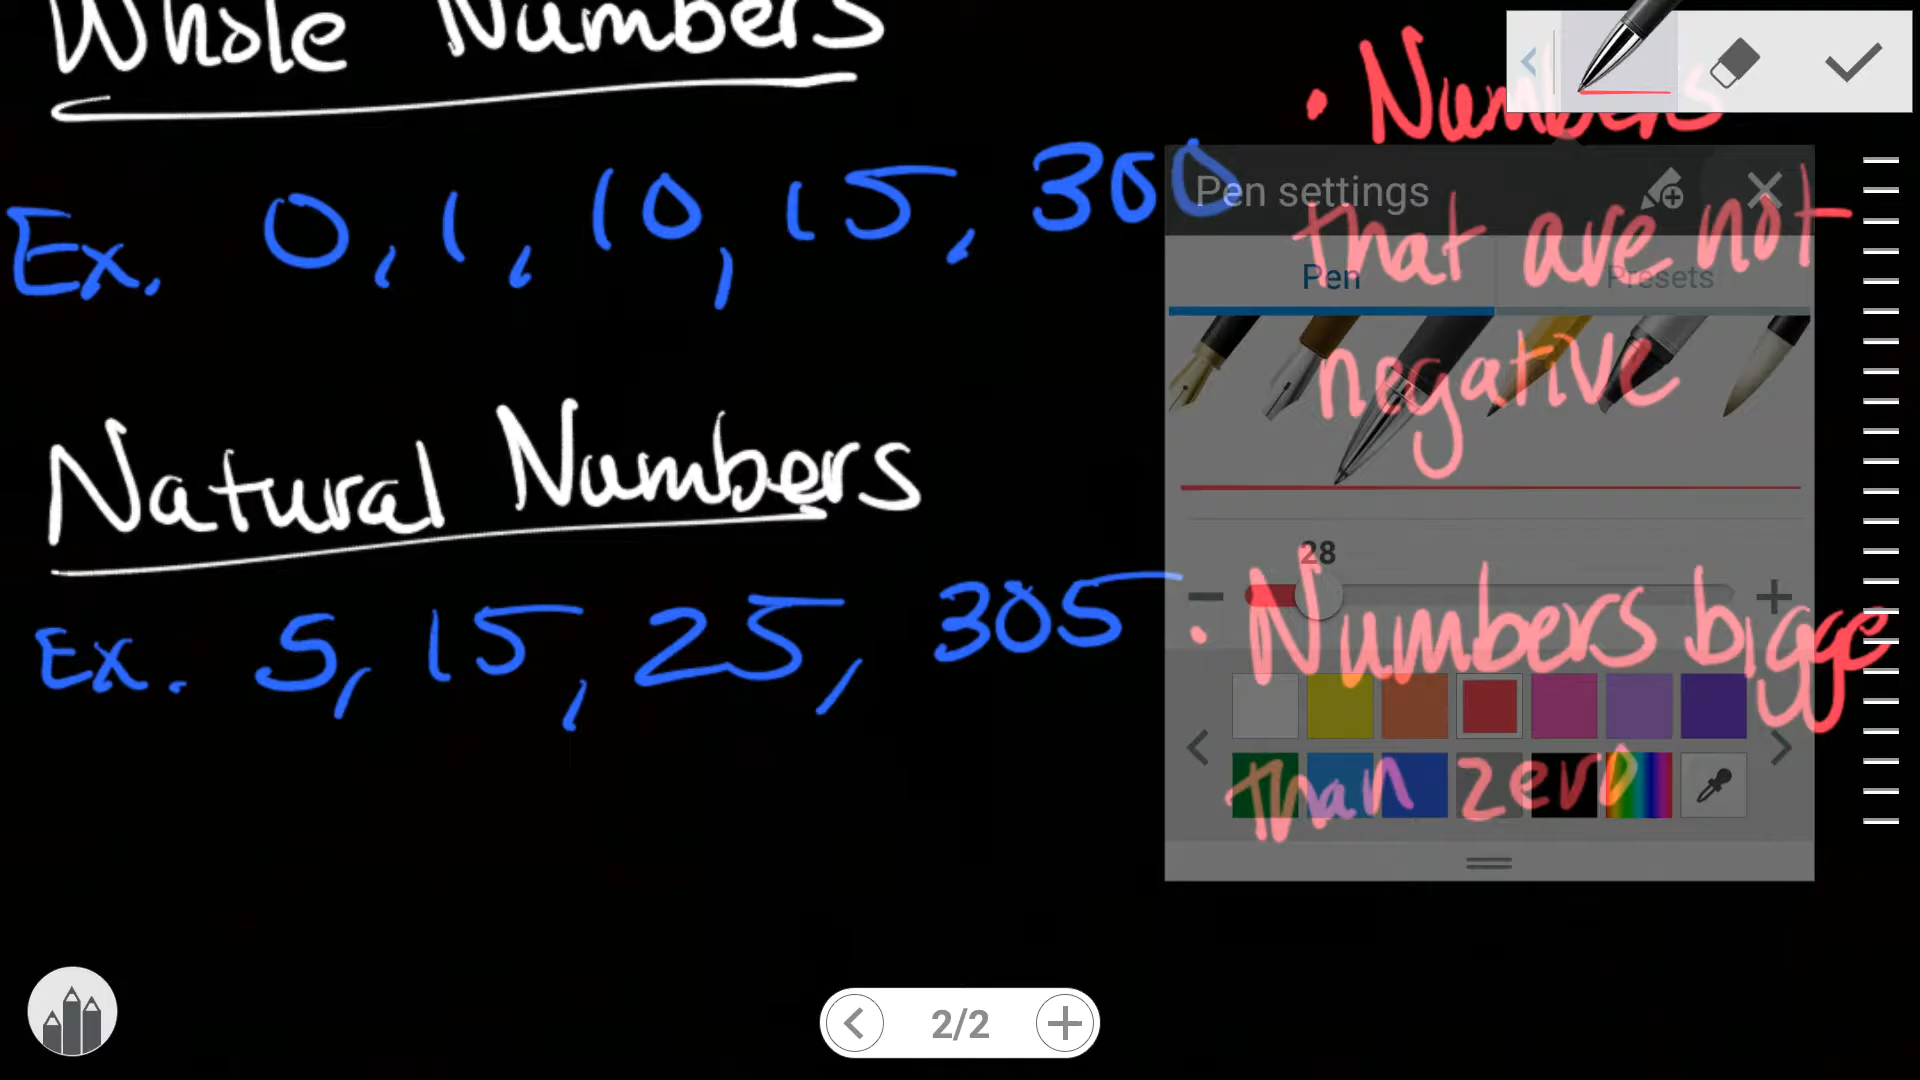 Whole Numbers
Ex. 0, 1, 10, 15, 300
• Numbers
that are not
negative
Pen settings
Pen
Presets
28
Natural Numbers
Ex. 5, 15, 25, 305
• Numbers bigge
than zero
2/2